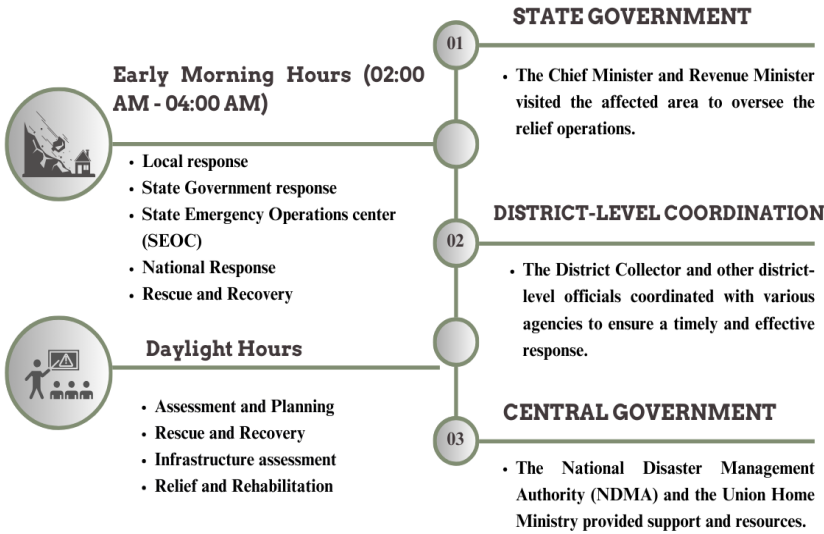 Early Morning Hours (02:00
AM - 04:00 AM)
• Local response
• State Government response
• State Emergency Operations center
(SEOC)
• National Response
• Rescue and Recovery
Daylight Hours
• Assessment and Planning
• Rescue and Recovery
• Infrastructure assessment
• Relief and Rehabilitation
01
STATE GOVERNMENT
• The Chief Minister and Revenue Minister
visited the affected area to oversee the
relief operations.
02
DISTRICT-LEVEL COORDINATION
• The District Collector and other district-
level officials coordinated with various
agencies to ensure a timely and effective
response.
03
CENTRAL GOVERNMENT
• The National Disaster Management
Authority (NDMA) and the Union Home
Ministry provided support and resources.